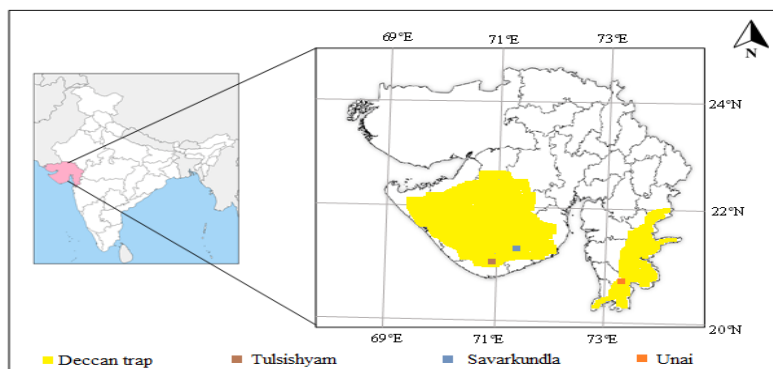 69°E 71°E 73°E
N
24°N
22°N
20°N
69°E 71°E 73°E
Deccan trap Tulsishyam Savarkundla Unai